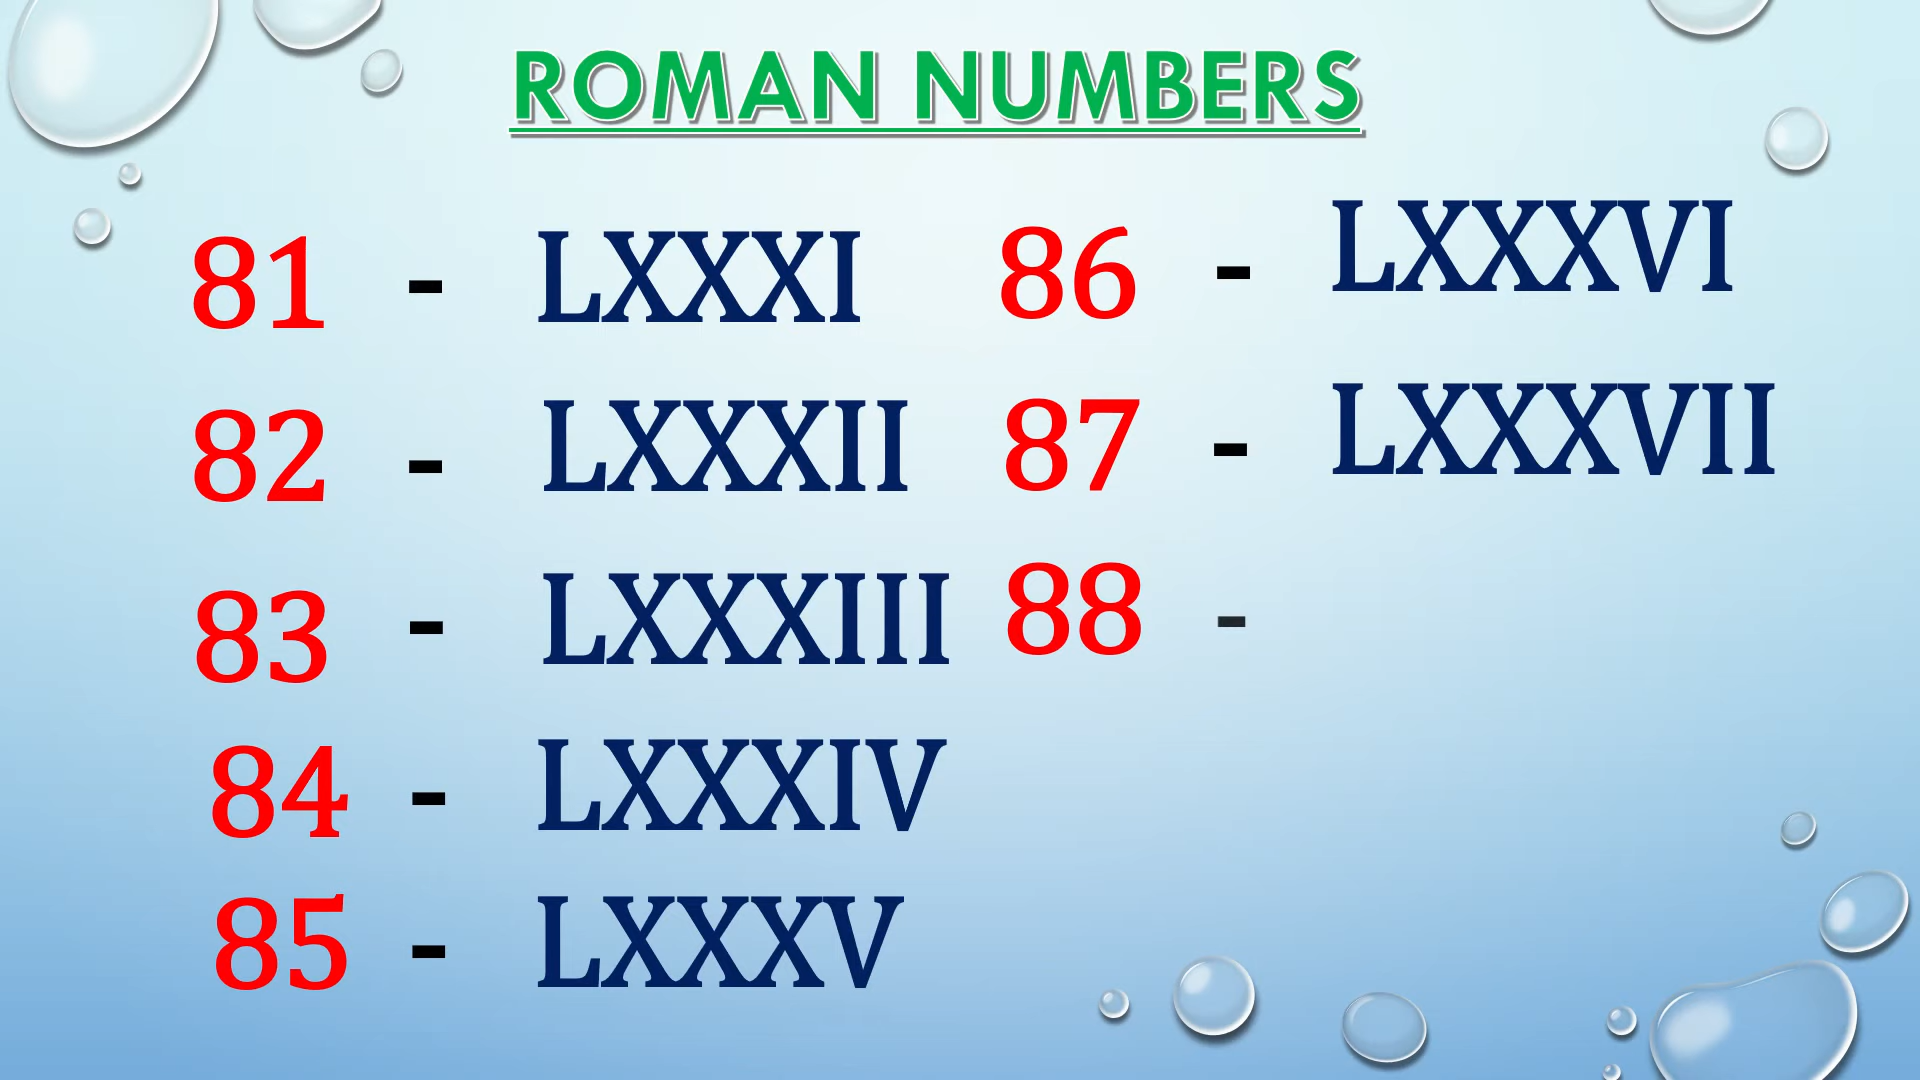 ROMAN NUMBERS
81 - LXXXI
82 - LXXXII
83 - LXXXIII
84 - LXXXIV
85 - LXXXV
86 - LXXXVI
87 - LXXXVII
88 -